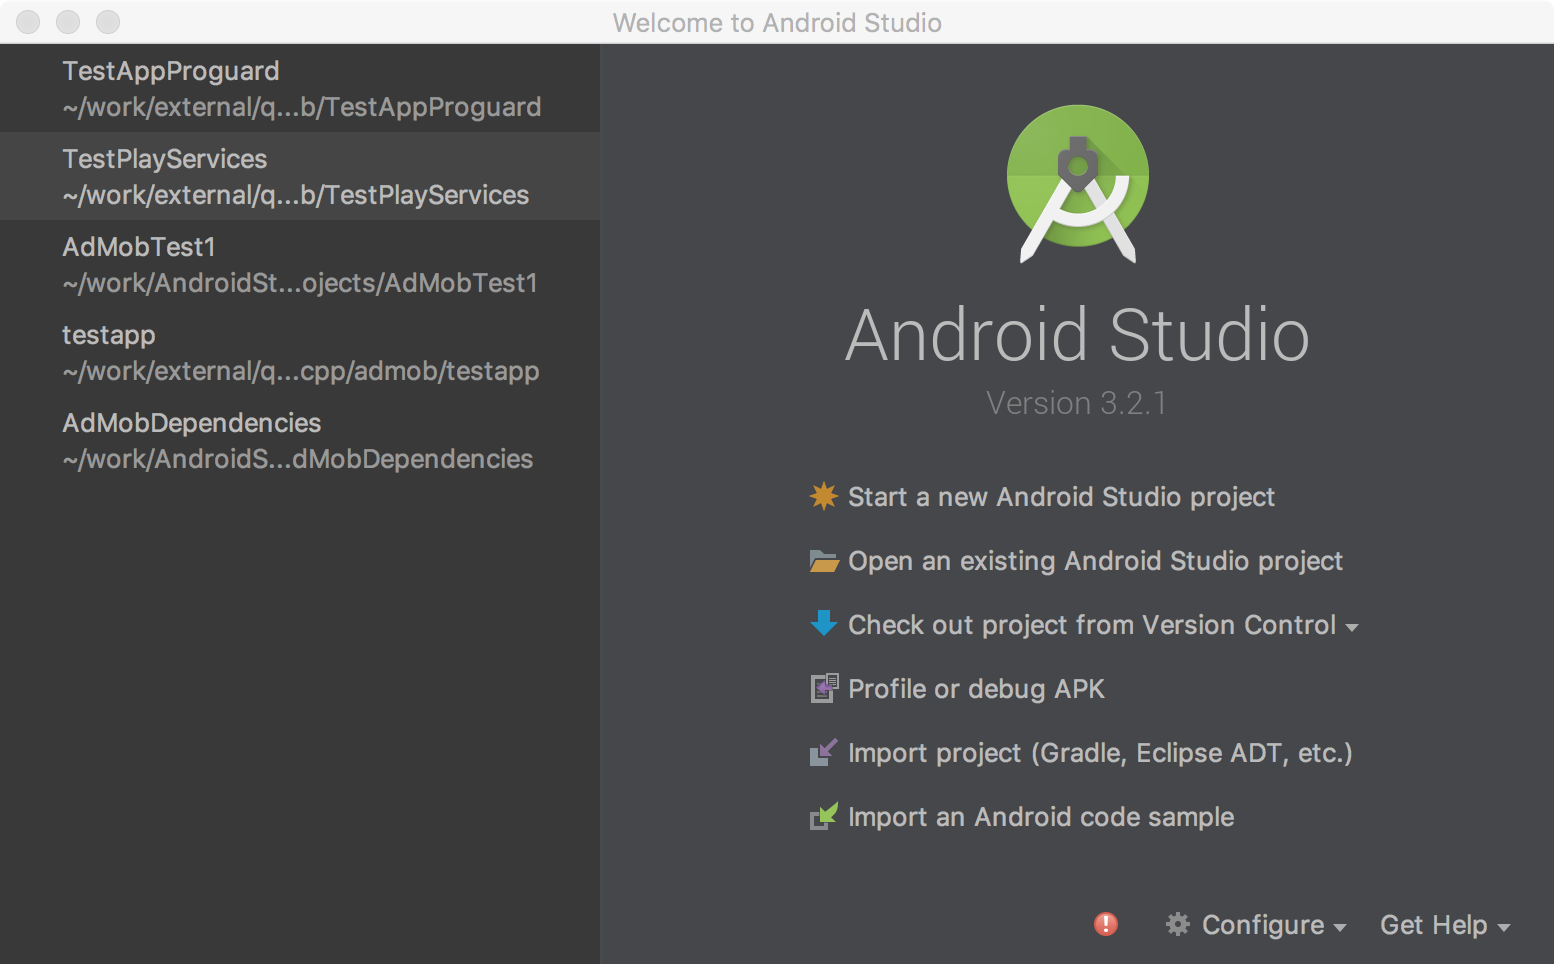 Welcome to Android Studio
TestAppProguard
~/work/external/q...b/TestAppProguard
TestPlayServices
~/work/external/q...b/TestPlayServices
AdMobTest1
~/work/AndroidSt...ojects/AdMobTest1
testapp
~/work/external/q...cpp/admob/testapp
AdMobDependencies
~/work/AndroidS...dMobDependencies
Android Studio
Version 3.2.1
Start a new Android Studio project
Open an existing Android Studio project
Check out project from Version Control
Profile or debug APK
Import project (Gradle, Eclipse ADT, etc.)
Import an Android code sample
Configure
Get Help